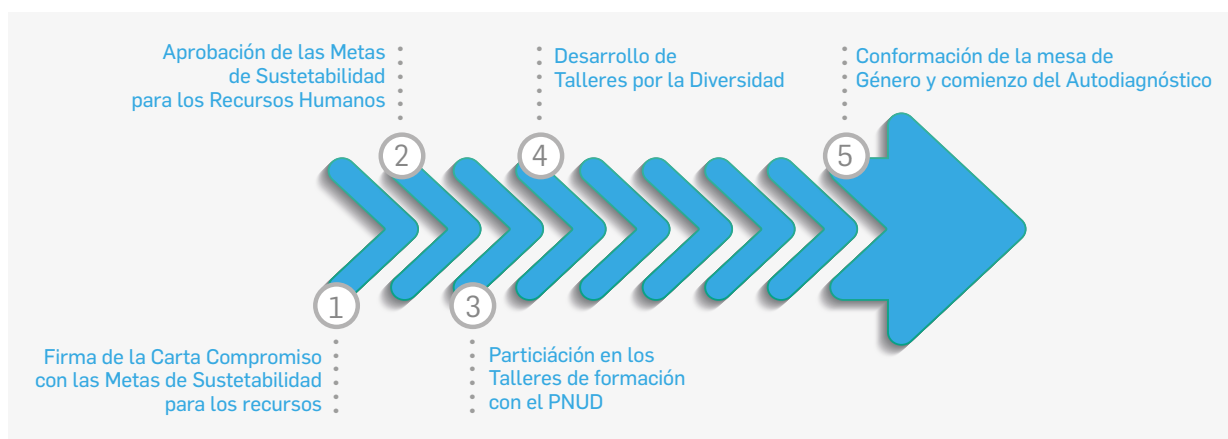 Aprobación de las Metas
de Sustetabilidad
para los Recursos Humanos
Desarrollo de
Talleres por la Diversidad
Conformación de la mesa de
Género y comienzo del Autodiagnóstico
2
4
5
1
3
Firma de la Carta Compromiso
con las Metas de Sustetabilidad
para los recursos
Particiáción en los
Talleres de formación
con el PNUD